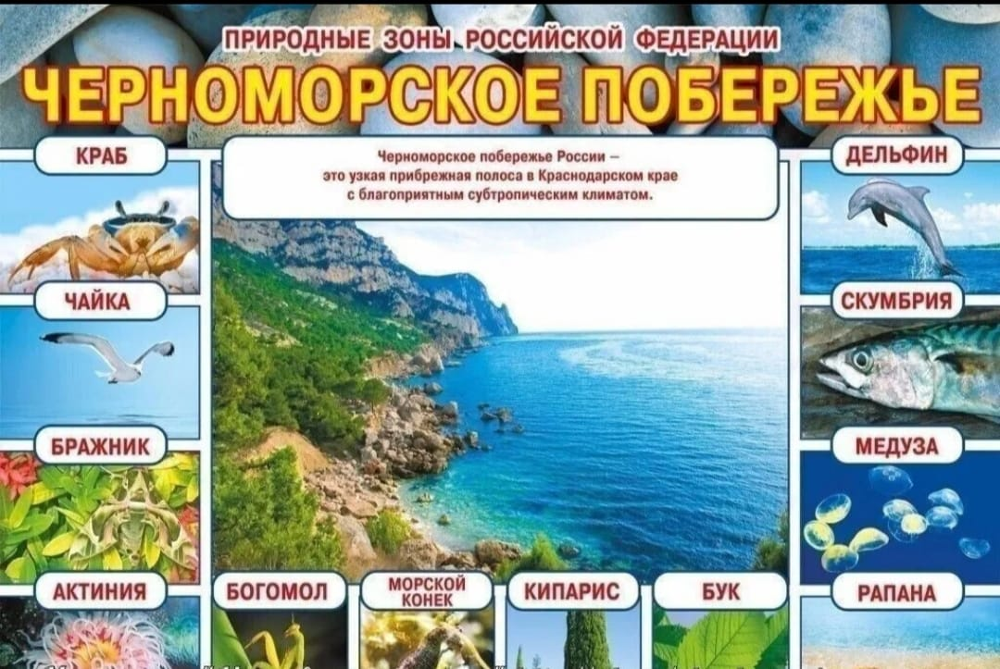 ПРИРОДНЫЕ ЗОНЫ РОССИЙСКОЙ ФЕДЕРАЦИИ
ЧЕРНОМОРСКОЕ ПОБЕРЕЖЬЕ
Черноморское побережье России –
это узкая прибрежная полоса в Краснодарском крае
с благоприятным субтропическим климатом.
КРАБ
ДЕЛЬФИН
ЧАЙКА
СКУМБРИЯ
БРАЖНИК
МЕДУЗА
АКТИНИЯ
БОГОМОЛ
МОРСКОЙ
КОНЕК
КИПАРИС
БУК
РАПАНА